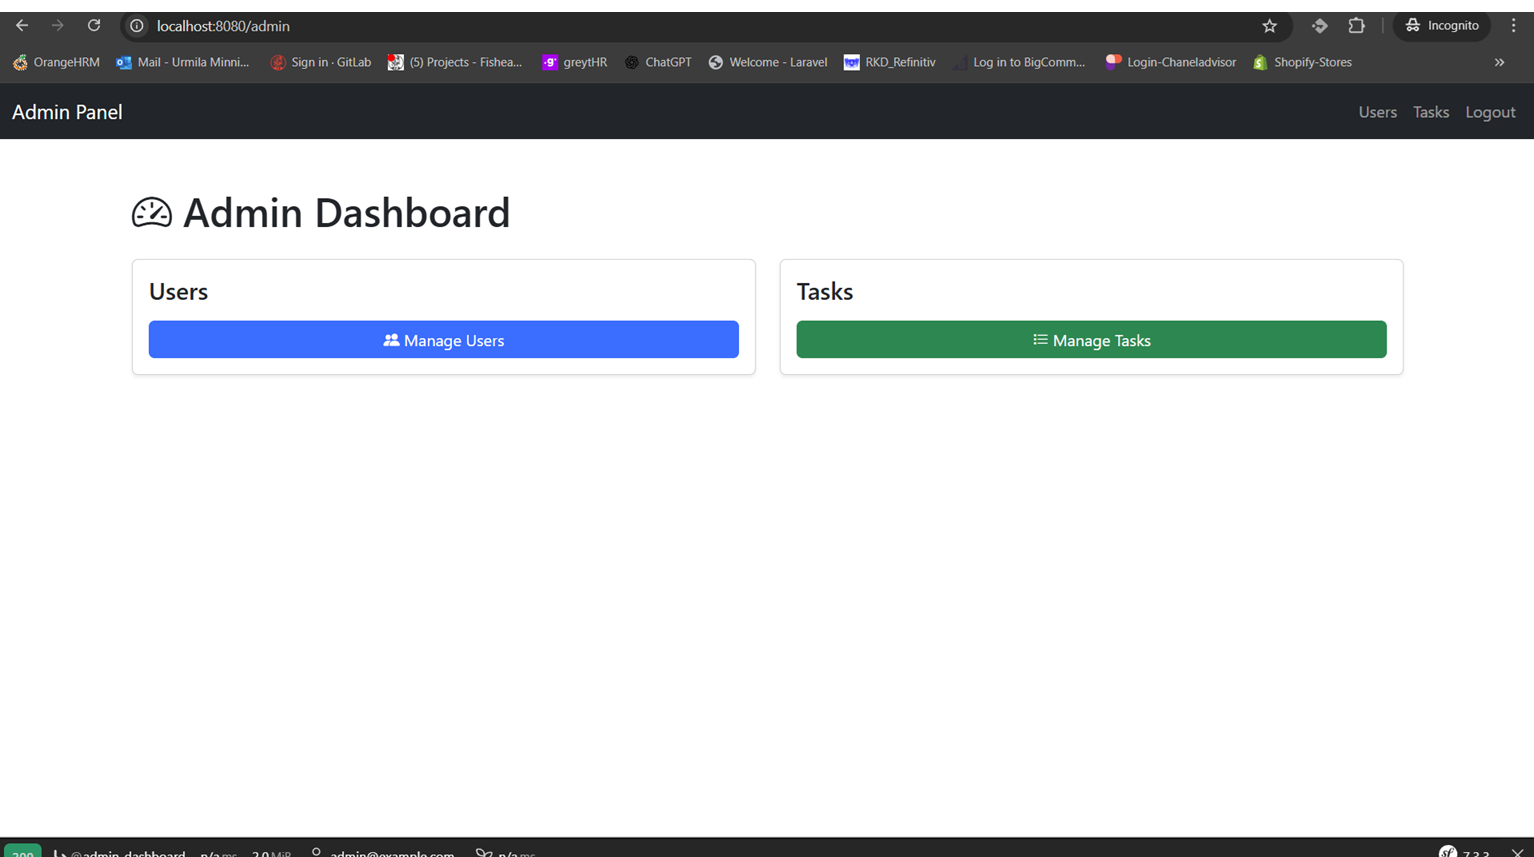 localhost:8080/admin
Incognito
OrangeHRM Mail - Urmila Minni... Sign in · GitLab (5) Projects - Fishea... greytHR ChatGPT Welcome - Laravel RKD_Refinitiv Log in to BigComm... Login-Chaneladvisor Shopify-Stores »
Admin Panel
Users Tasks Logout
Admin Dashboard
Users
Manage Users
Tasks
Manage Tasks
200 @admin_dashboard n/a ms 2.0 MiB admin@example.com n/a ms sf 7.3.3